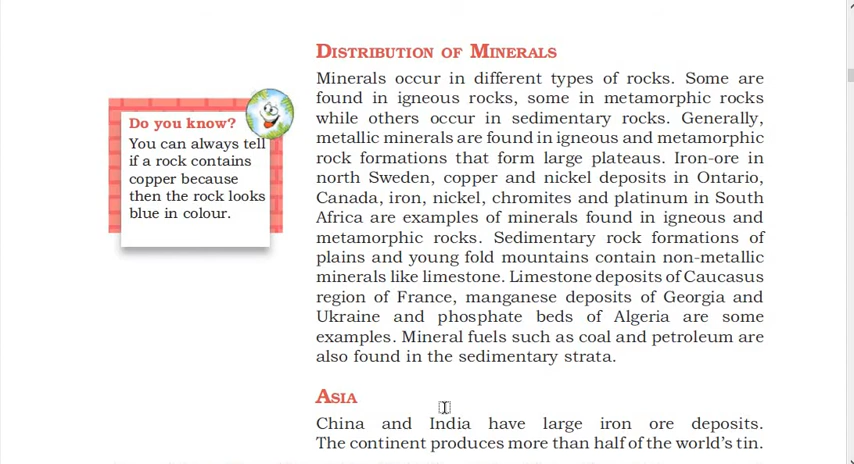 DISTRIBUTION OF MINERALS
Minerals occur in different types of rocks. Some are
found in igneous rocks, some in metamorphic rocks
while others occur in sedimentary rocks. Generally,
metallic minerals are found in igneous and metamorphic
rock formations that form large plateaus. Iron-ore in
north Sweden, copper and nickel deposits in Ontario,
Canada, iron, nickel, chromites and platinum in South
Africa are examples of minerals found in igneous and
metamorphic rocks. Sedimentary rock formations of
plains and young fold mountains contain non-metallic
minerals like limestone. Limestone deposits of Caucasus
region of France, manganese deposits of Georgia and
Ukraine and phosphate beds of Algeria are some
examples. Mineral fuels such as coal and petroleum are
also found in the sedimentary strata.
Do you know?
You can always tell
if a rock contains
copper because
then the rock looks
blue in colour.
ASIA
China and India have large iron ore deposits.
The continent produces more than half of the world's tin.